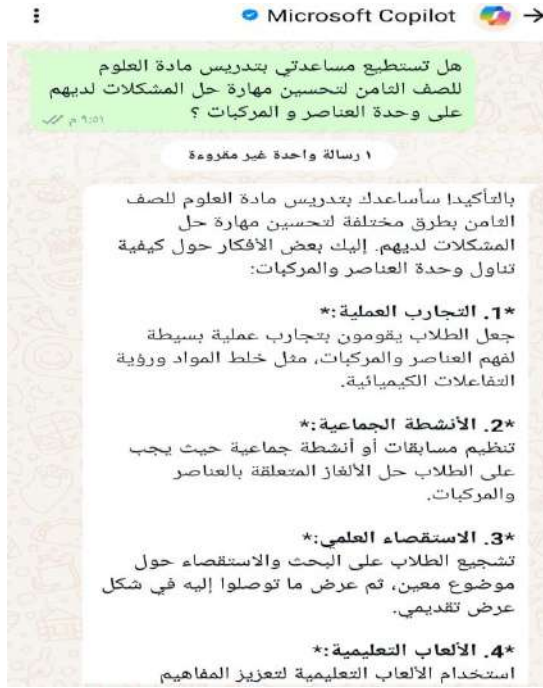 Microsoft Copilot
هل تستطيع مساعدتي بتدريس مادة العلوم
للصف الثامن لتحسين مهارة حل المشكلات لديهم
على وحدة العناصر و المركبات ؟
٩:٥١ م
١ رسالة واحدة غير مقروءة
بالتأكيد! سأساعدك بتدريس مادة العلوم للصف
الثامن بطرق مختلفة لتحسين مهارة حل
المشكلات لديهم. إليك بعض الأفكار حول كيفية
تناول وحدة العناصر والمركبات:
*1. التجارب العملية:*
جعل الطلاب يقومون بتجارب عملية بسيطة
لفهم العناصر والمركبات، مثل خلط المواد ورؤية
التفاعلات الكيميائية.
*2. الأنشطة الجماعية:*
تنظيم مسابقات أو أنشطة جماعية حيث يجب
على الطلاب حل الألغاز المتعلقة بالعناصر
والمركبات.
*3. الاستقصاء العلمي:*
تشجيع الطلاب على البحث والاستقصاء حول
موضوع معين، ثم عرض ما توصلوا إليه في شكل
عرض تقديمي.
*4. الألعاب التعليمية:*
استخدام الألعاب التعليمية لتعزيز المفاهيم